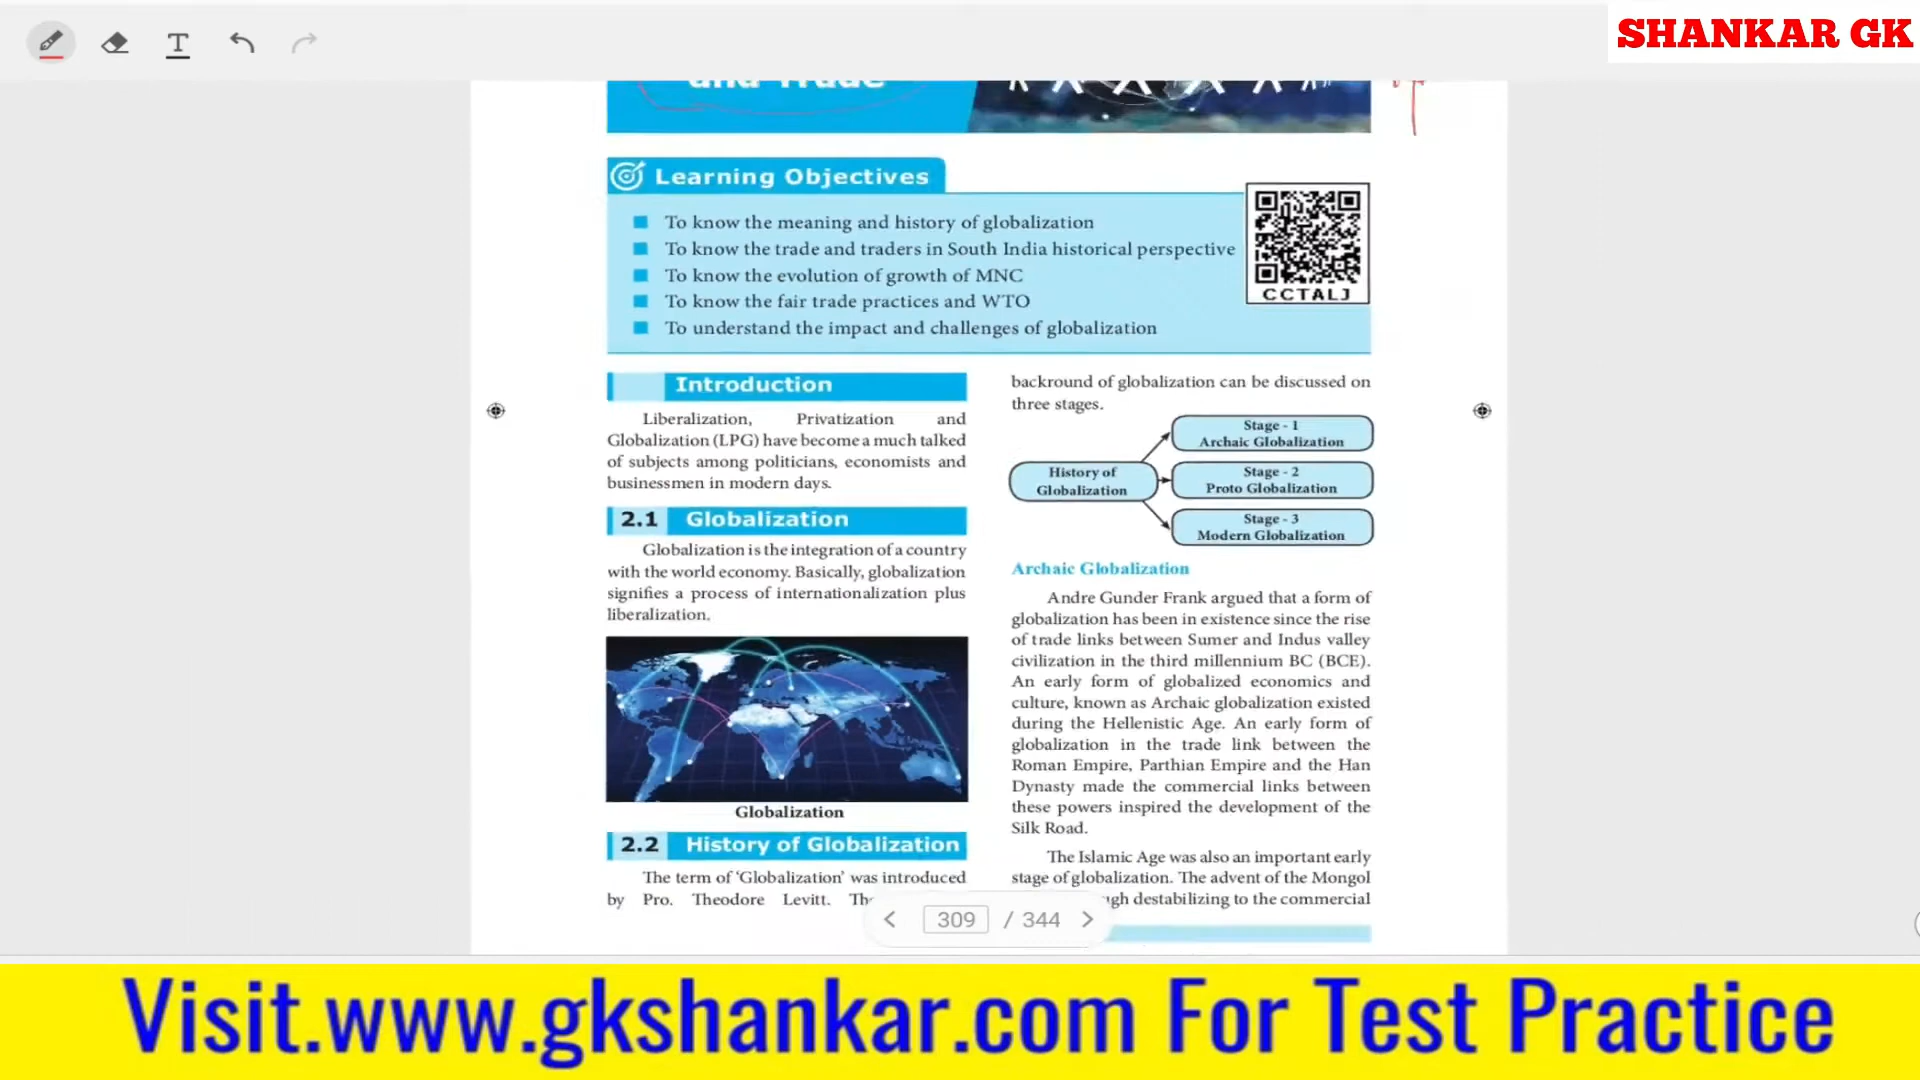 SHANKAR GK
and Trade
Learning Objectives
To know the meaning and history of globalization
To know the trade and traders in South India historical perspective
To know the evolution of growth of MNC
To know the fair trade practices and WTO
To understand the impact and challenges of globalization
CCTALJ
Introduction
Liberalization, Privatization and
Globalization (LPG) have become a much talked
of subjects among politicians, economists and
businessmen in modern days.
2.1 Globalization
Globalization is the integration of a country
with the world economy. Basically, globalization
signifies a process of internationalization plus
liberalization.
Globalization
2.2 History of Globalization
The term of ‘Globalization’ was introduced
by Pro. Theodore Levitt.
backround of globalization can be discussed on
three stages.
History of
Globalization
Stage - 1
Archaic Globalization
Stage - 2
Proto Globalization
Stage - 3
Modern Globalization
Archaic Globalization
Andre Gunder Frank argued that a form of
globalization has been in existence since the rise
of trade links between Sumer and Indus valley
civilization in the third millennium BC (BCE).
An early form of globalized economics and
culture, known as Archaic globalization existed
during the Hellenistic Age. An early form of
globalization in the trade link between the
Roman Empire, Parthian Empire and the Han
Dynasty made the commercial links between
these powers inspired the development of the
Silk Road.
The Islamic Age was also an important early
stage of globalization. The advent of the Mongol
destabilizing to the commercial
309 / 344
Visit.www.gkshankar.com For Test Practice